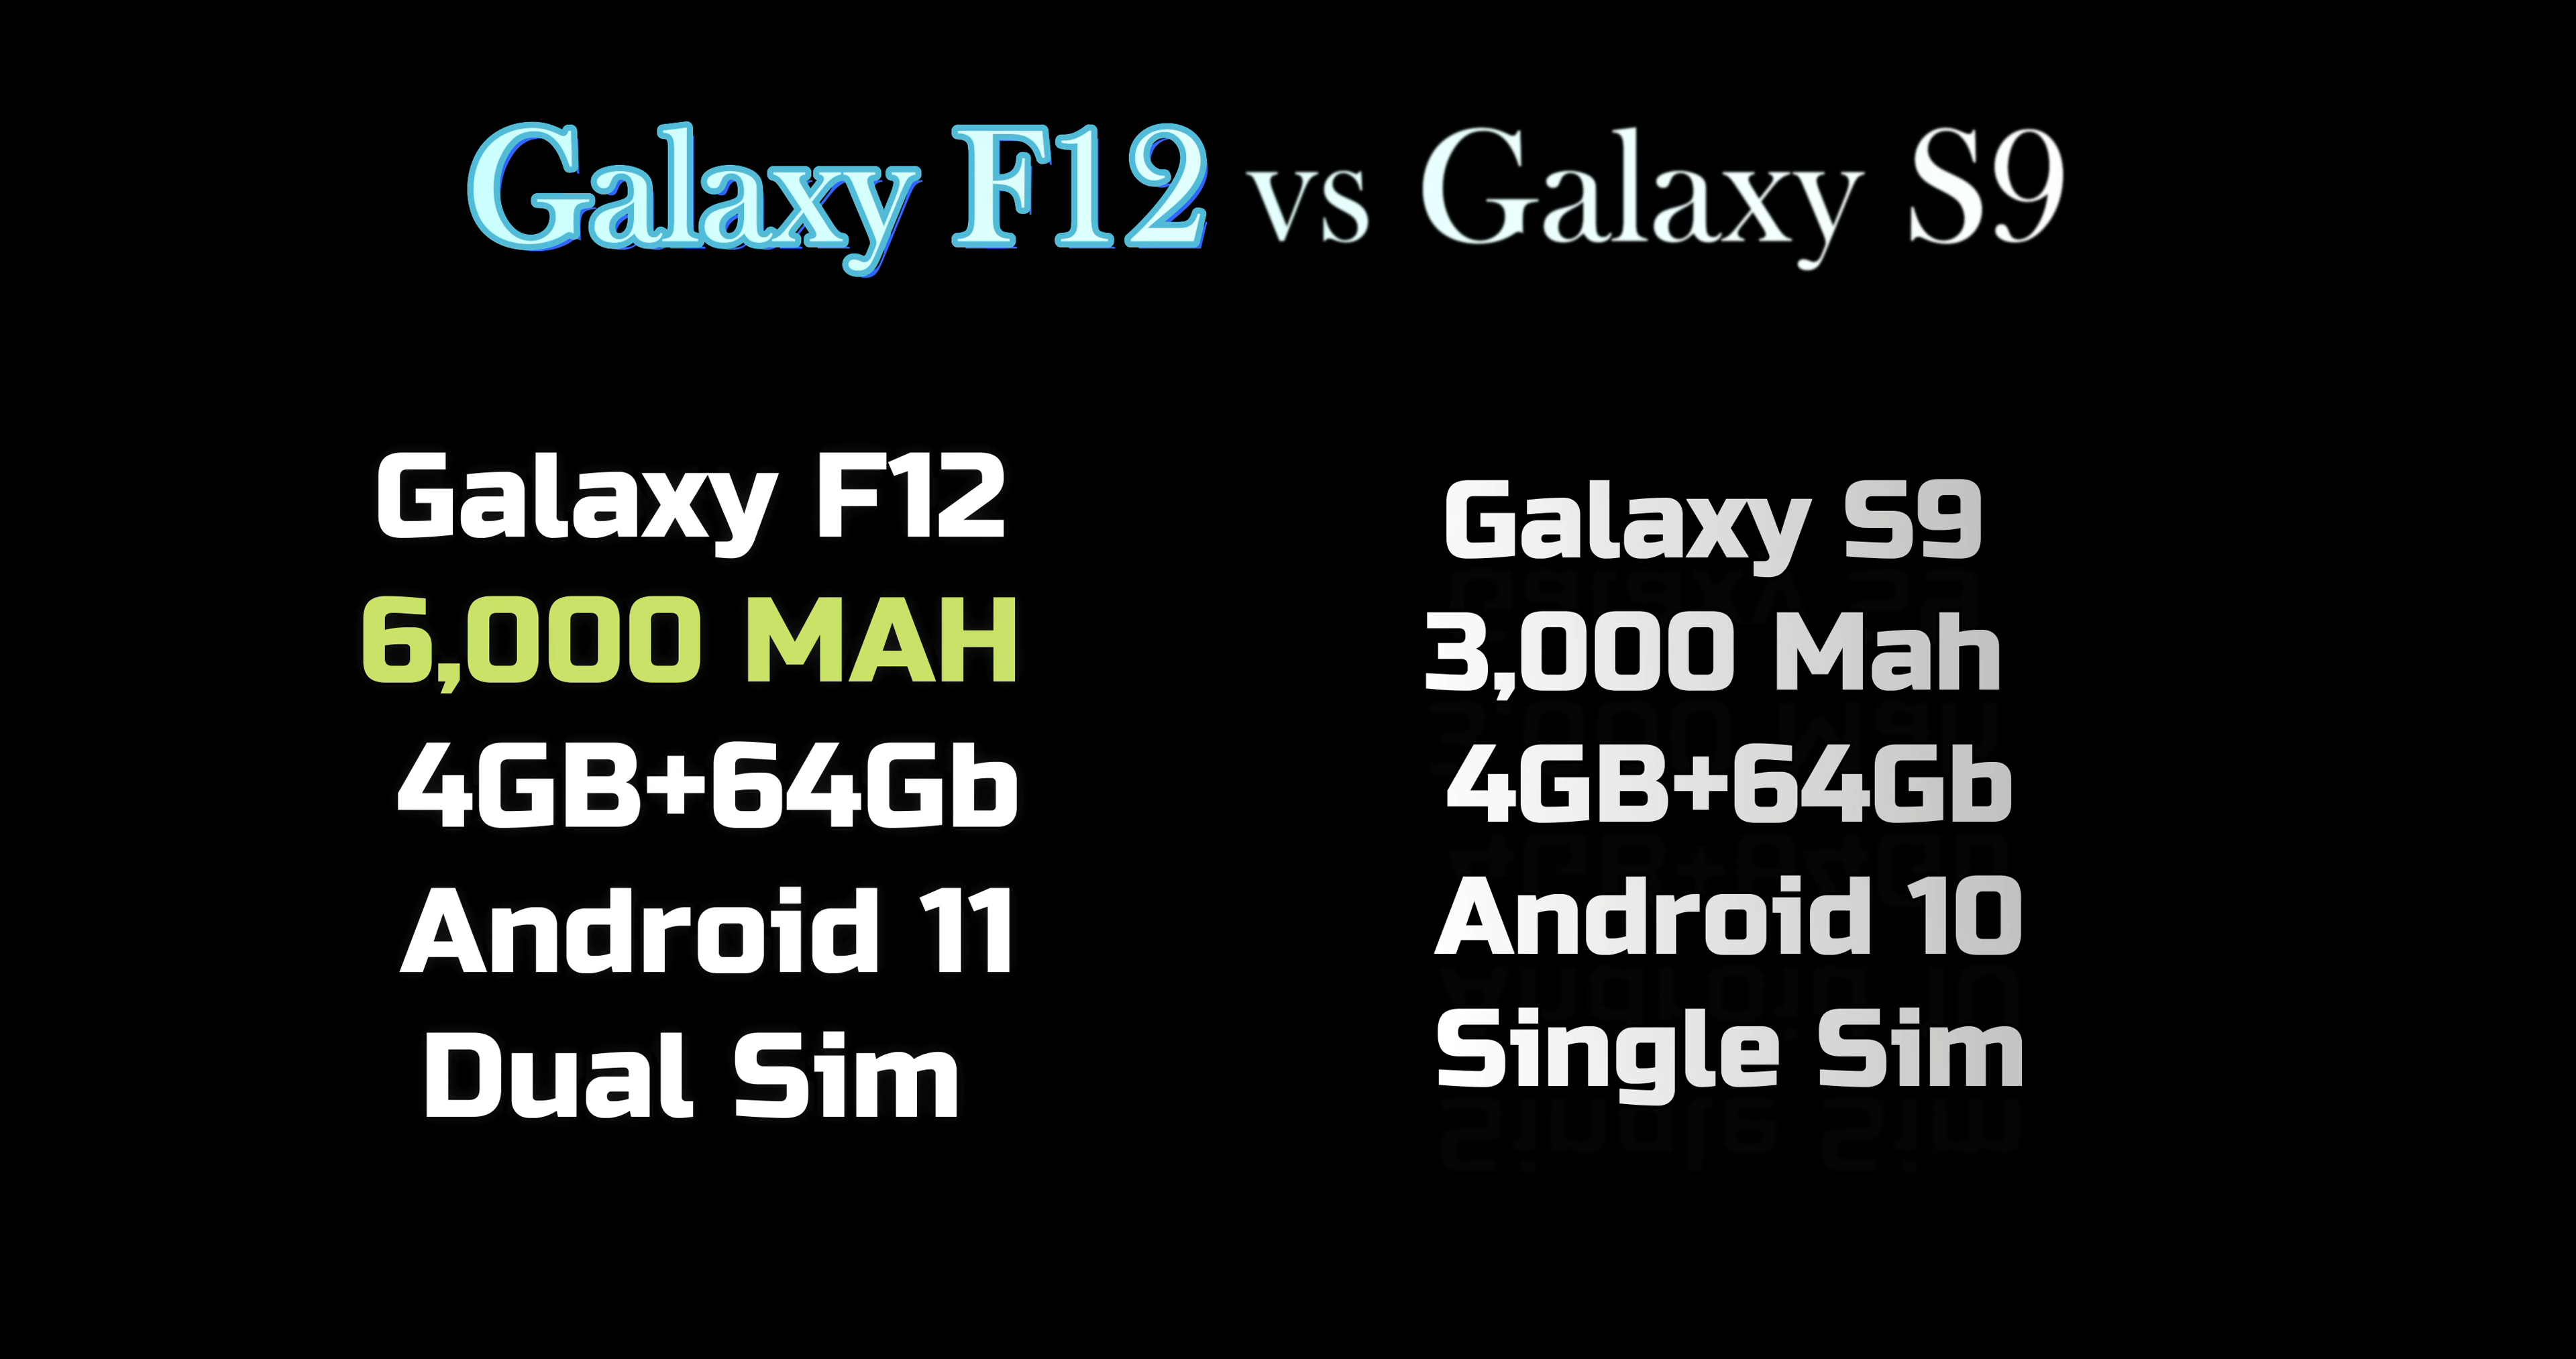 Galaxy F12 vs Galaxy S9
Galaxy F12
6,000 MAH
4GB+64Gb
Android 11
Dual Sim
Galaxy S9
3,000 Mah
4GB+64Gb
Android 10
Single Sim